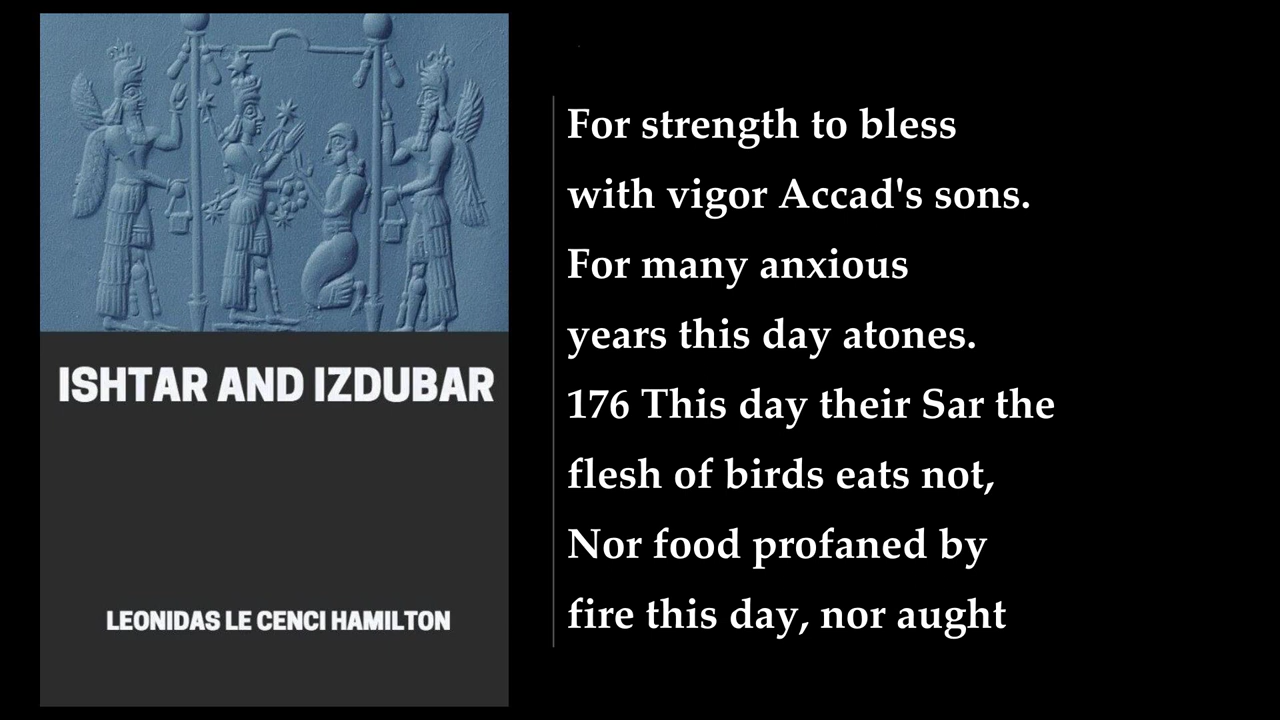 ISHTAR AND IZDUBAR
LEONIDAS LE CENCI HAMILTON
For strength to bless
with vigor Accad's sons.
For many anxious
years this day atones.
176 This day their Sar the
flesh of birds eats not,
Nor food profaned by
fire this day, nor aught